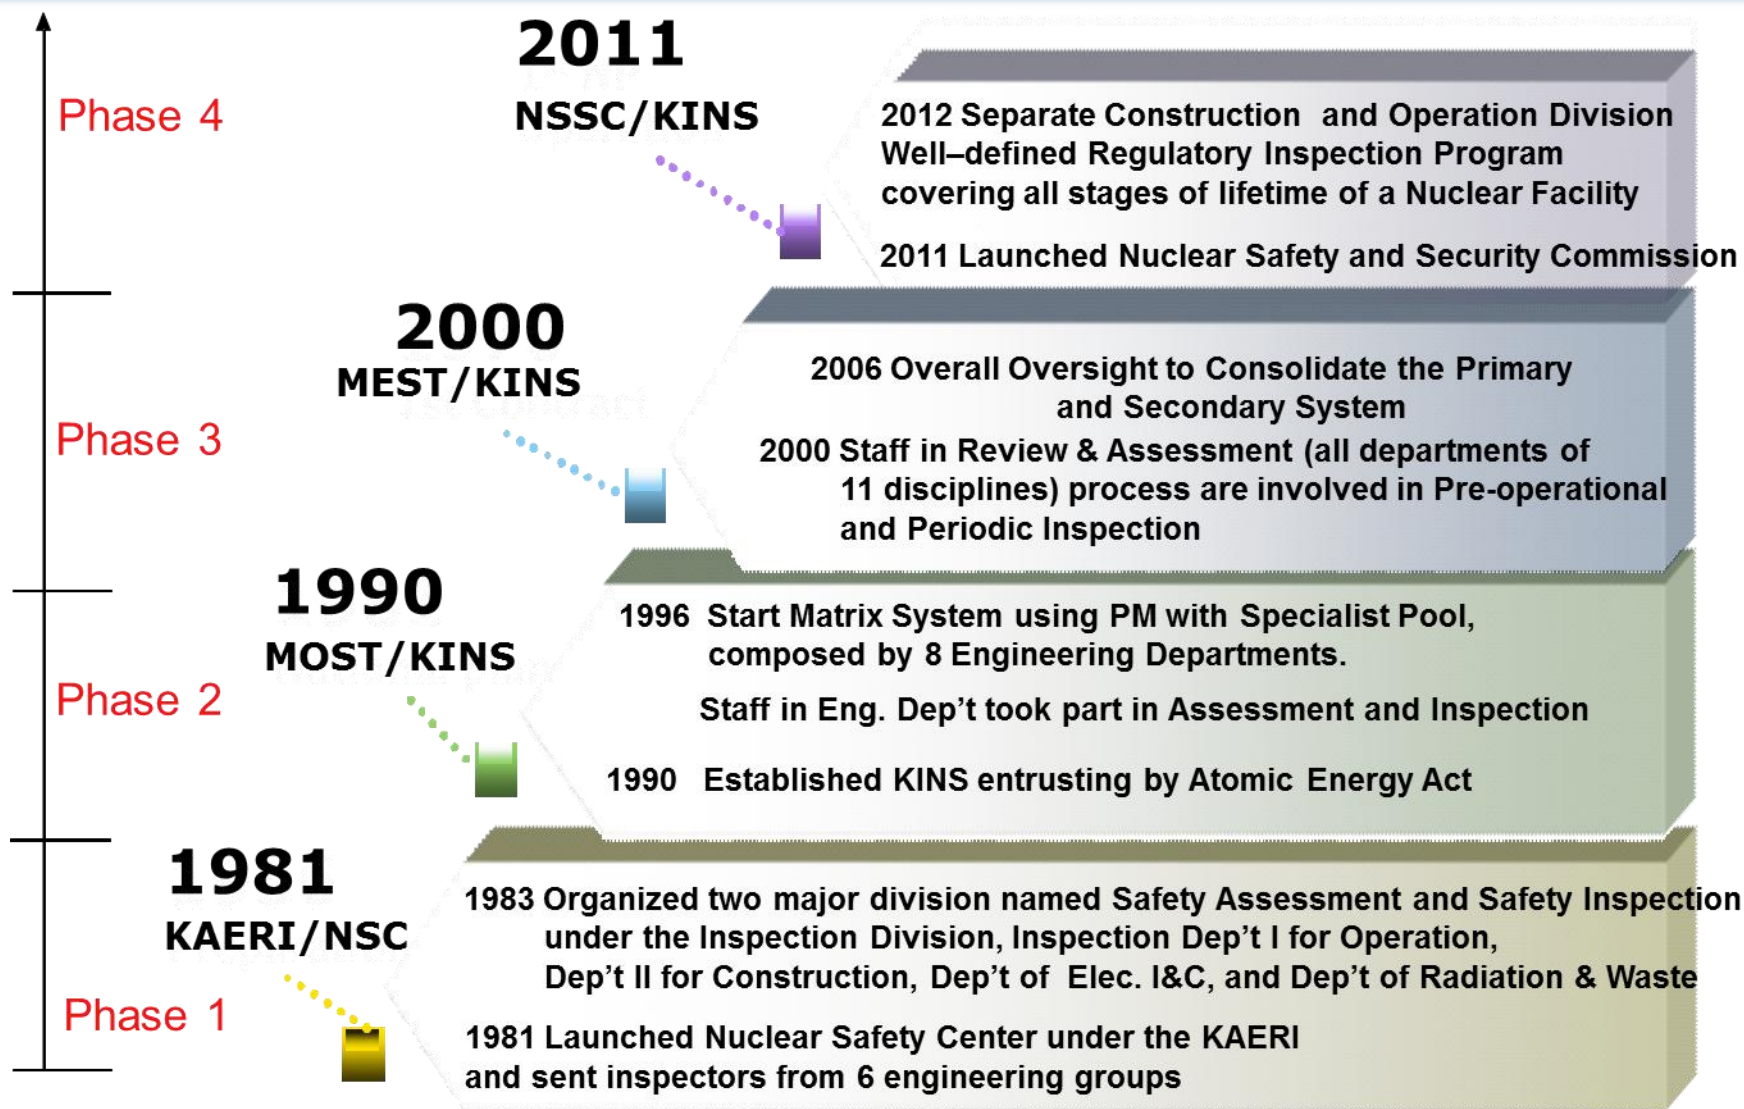 Phase 4
2011
NSSC/KINS
2012 Separate Construction and Operation Division
Well–defined Regulatory Inspection Program
covering all stages of lifetime of a Nuclear Facility
2011 Launched Nuclear Safety and Security Commission
Phase 3
2000
MEST/KINS
2006 Overall Oversight to Consolidate the Primary
and Secondary System
2000 Staff in Review & Assessment (all departments of
11 disciplines) process are involved in Pre-operational
and Periodic Inspection
Phase 2
1990
MOST/KINS
1996 Start Matrix System using PM with Specialist Pool,
composed by 8 Engineering Departments.
Staff in Eng. Dep’t took part in Assessment and Inspection
1990 Established KINS entrusting by Atomic Energy Act
Phase 1
1981
KAERI/NSC
1983 Organized two major division named Safety Assessment and Safety Inspection
under the Inspection Division, Inspection Dep’t I for Operation,
Dep’t II for Construction, Dep’t of Elec. I&C, and Dep’t of Radiation & Waste
1981 Launched Nuclear Safety Center under the KAERI
and sent inspectors from 6 engineering groups